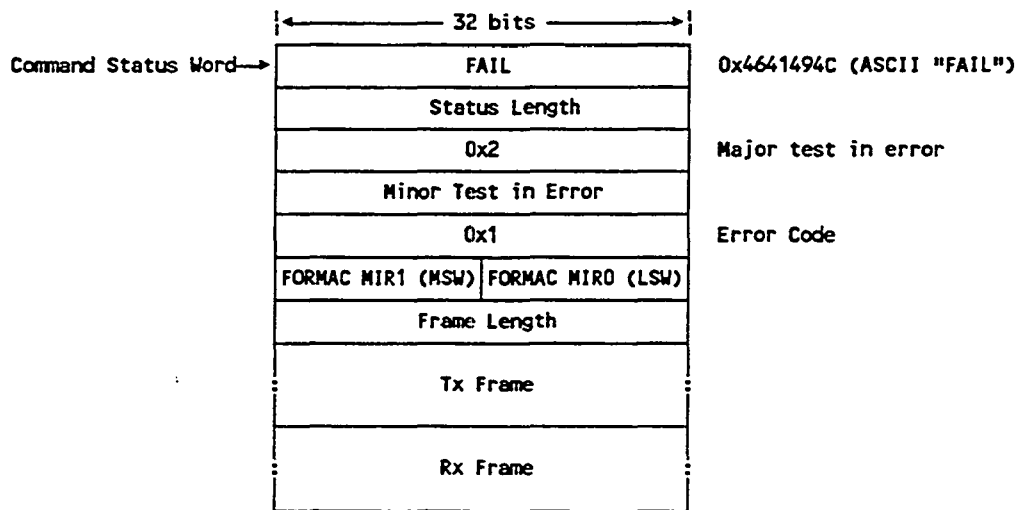 32 bits
Command Status Word FAIL 0x4641494C (ASCII "FAIL")
Status Length
0x2 Major test in error
Minor Test in Error
0x1 Error Code
FORMAC MIR1 (MSW) FORMAC MIR0 (LSW)
Frame Length
Tx Frame
Rx Frame